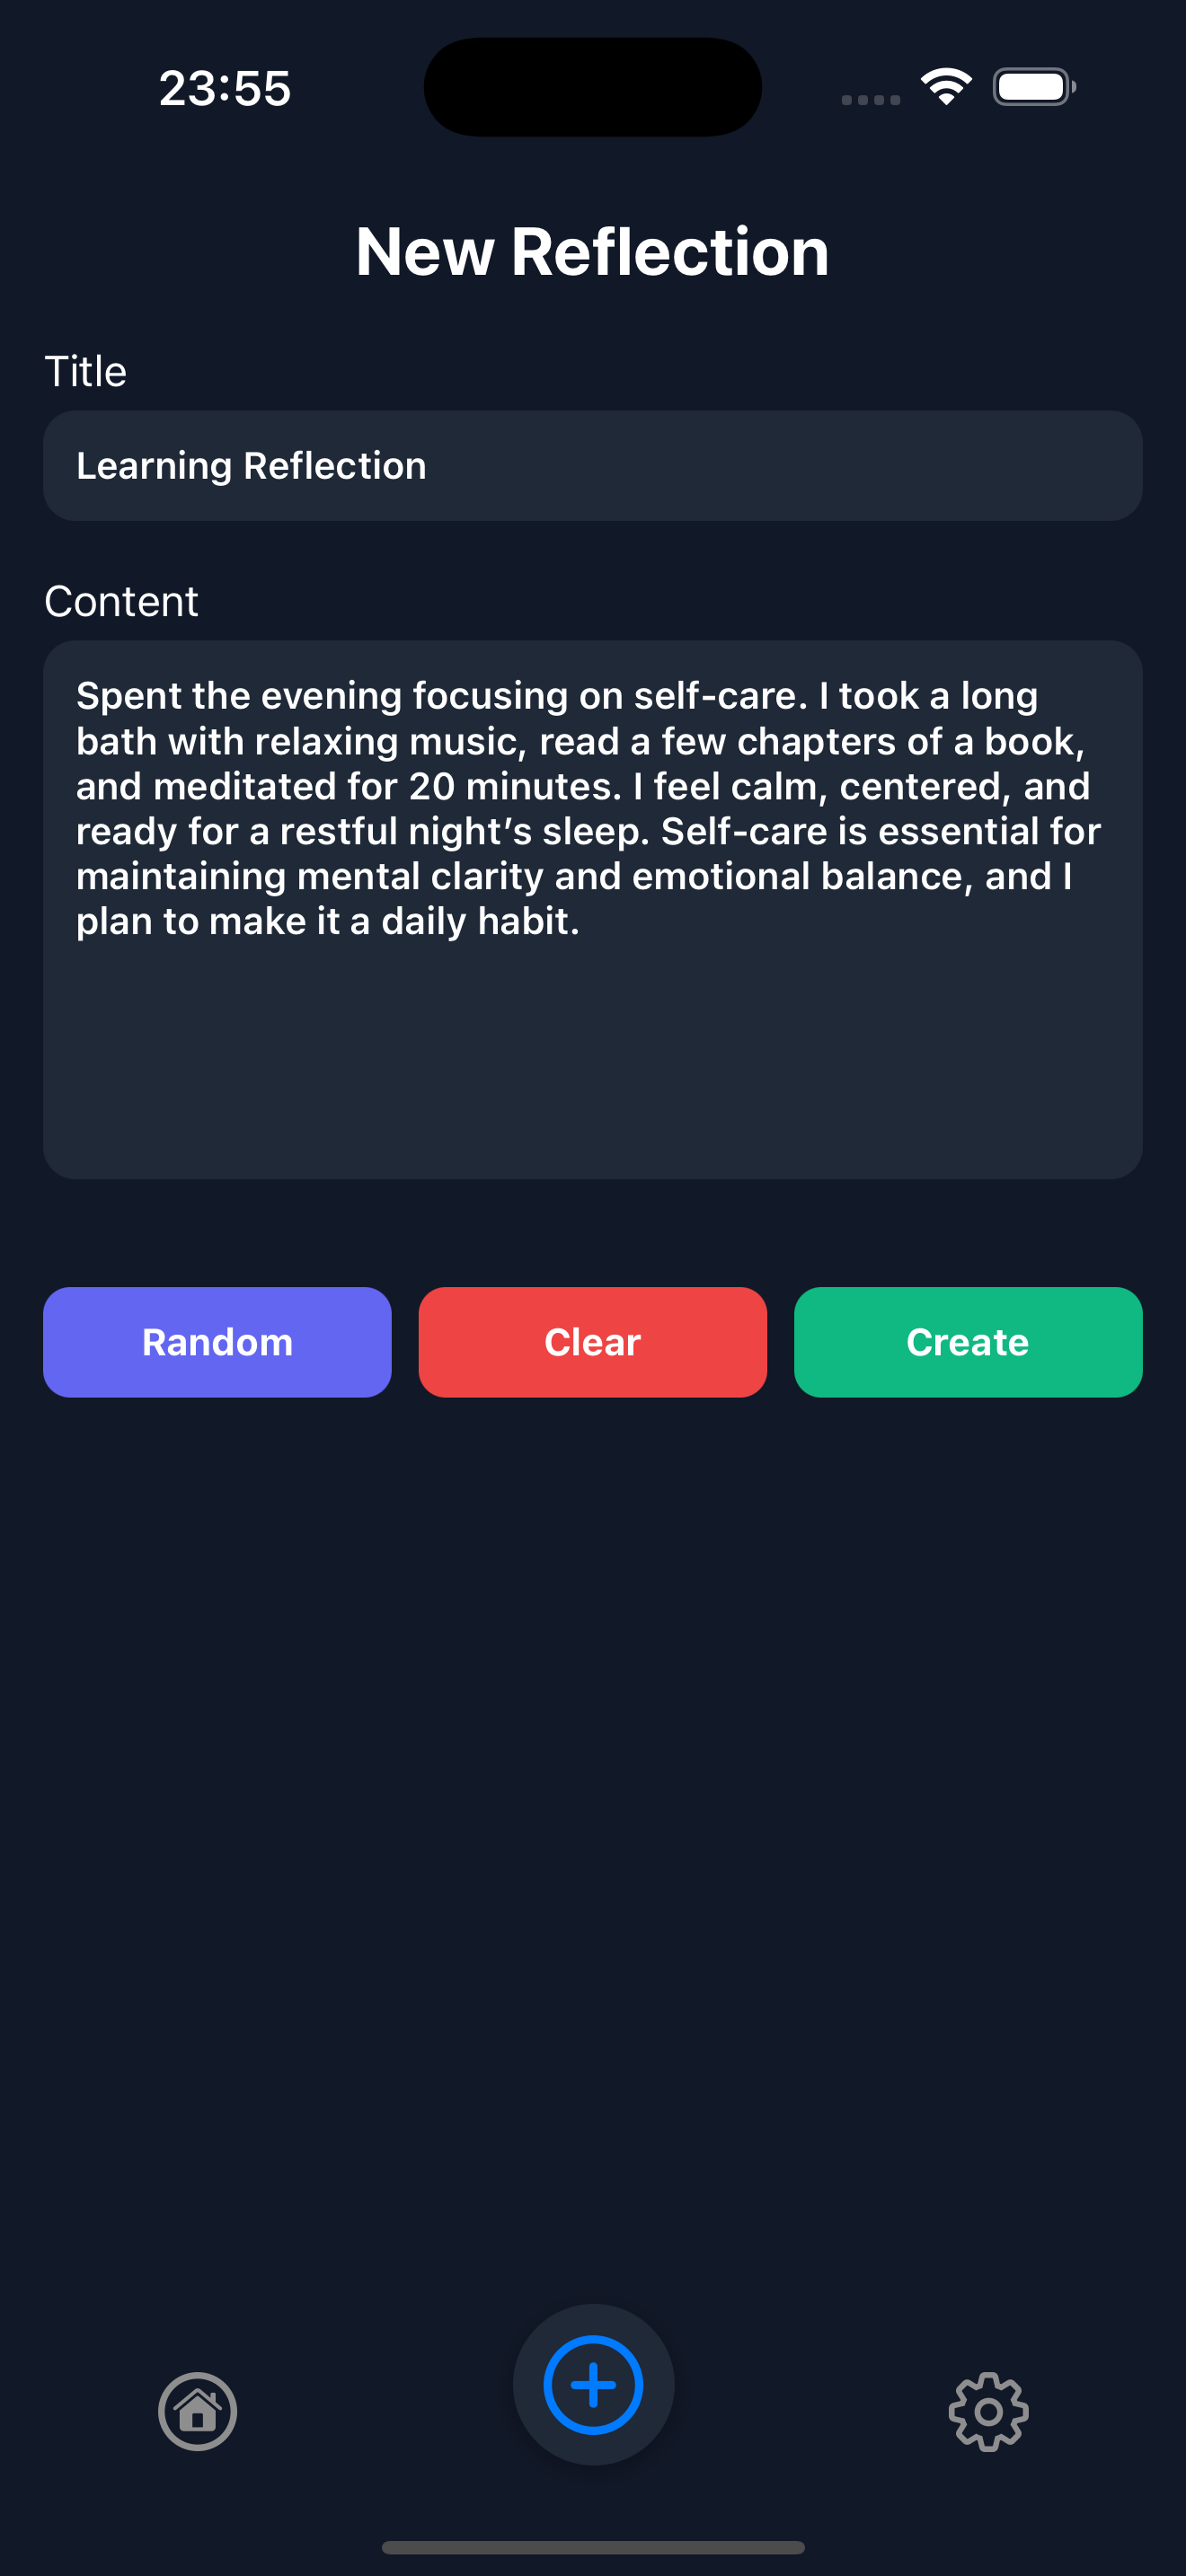 23:55
New Reflection
Title
Learning Reflection
Content
Spent the evening focusing on self-care. I took a long
bath with relaxing music, read a few chapters of a book,
and meditated for 20 minutes. I feel calm, centered, and
ready for a restful night’s sleep. Self-care is essential for
maintaining mental clarity and emotional balance, and I
plan to make it a daily habit.
Random
Clear
Create